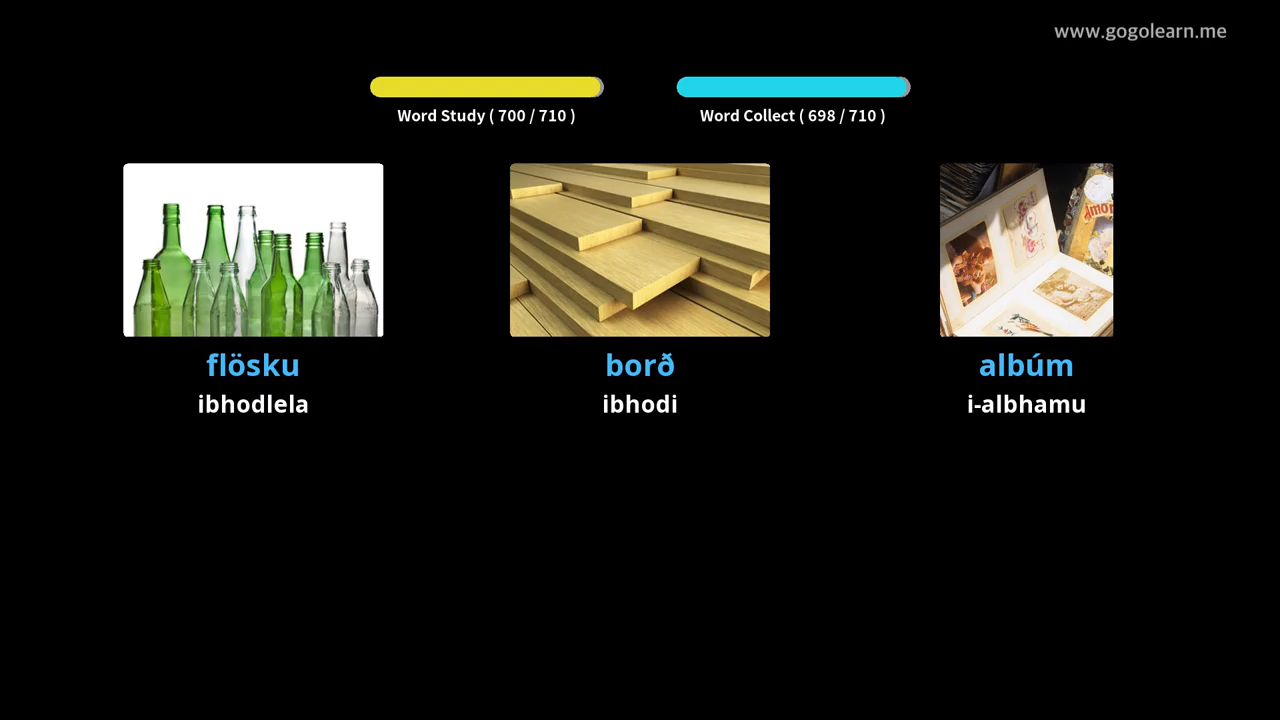 www.gogolearn.me
Word Study ( 700 / 710 )
Word Collect ( 698 / 710 )
flösku
ibhodlela
borð
ibhodi
albúm
i-albhamu